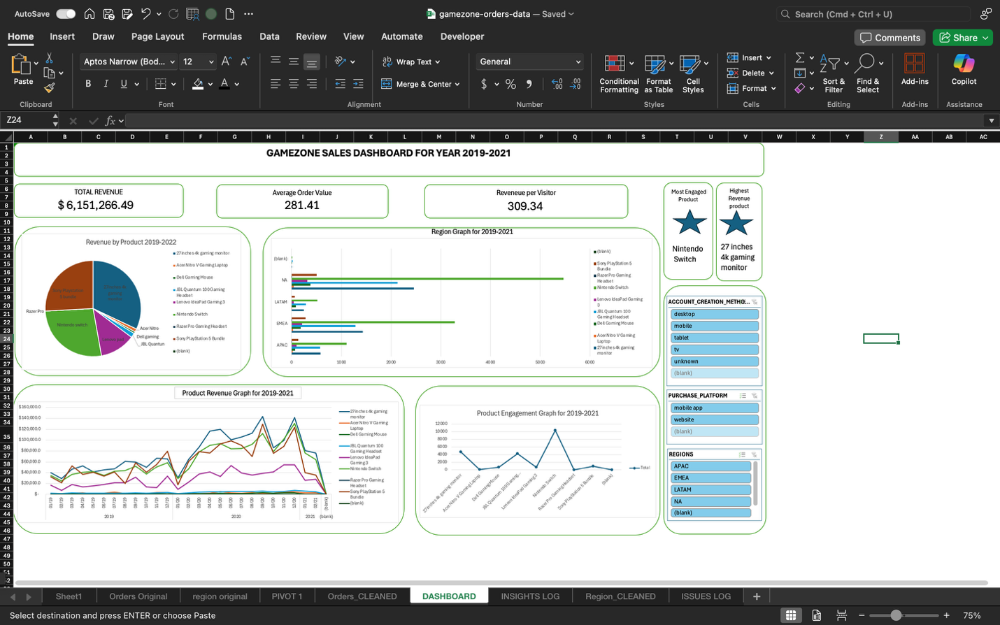 AutoSave
gamezone-orders-data — Saved
Search (Cmd + Ctrl + U)
Home Insert Draw Page Layout Formulas Data Review View Automate Developer
Comments Share
Paste
Aptos Narrow (Bod... 12
B I U
Wrap Text
Merge & Center
General
$ %
Conditional Formatting
Format as Table
Cell Styles
Insert
Delete
Format
Sort & Filter
Find & Select
Add-ins
Copilot
Clipboard Font Alignment Number Styles Cells Editing Add-ins Assistance
Z24 fx
A B C D E F G H I J K L M N O P Q R S T U V W X Y Z AA AB AC
GAMEZONE SALES DASHBOARD FOR YEAR 2019-2021
TOTAL REVENUE
$ 6,151,266.49
Average Order Value
281.41
Reveneue per Visitor
309.34
Most Engaged
Product
Nintendo
Switch
Highest
Revenue
product
27 inches
4k gaming
monitor
Revenue by Product 2019-2022
27inches 4k gaming monitor
Acer Nitro V Gaming Laptop
Dell Gaming Mouse
JBL Quantum 100 Gaming
Headset
Lenovo IdeaPad Gaming 3
Nintendo Switch
Razer Pro Gaming Headset
Sony PlayStation 5 Bundle
(blank)
Razer Pro
Nintendo switch
Acer Nitro
Dell gaming
JBL Quantum
Region Graph for 2019-2021
(blank)
NA
LATAM
EMEA
APAC
0 1000 2000 3000 4000 5000 6000
(blank)
Sony PlayStation 5
Bundle
Razer Pro Gaming
Headset
Nintendo Switch
Lenovo IdeaPad Gaming
3
JBL Quantum 100
Gaming Headset
Dell Gaming Mouse
Acer Nitro V Gaming
Laptop
27inches 4k gaming
monitor
ACCOUNT_CREATION_METHO...
desktop
mobile
tablet
tv
unknown
(blank)
PURCHASE_PLATFORM
mobile app
website
(blank)
REGIONS
APAC
EMEA
LATAM
NA
(blank)
Product Revenue Graph for 2019-2021
$160,000.0
$140,000.0
$120,000.0
$100,000.0
$80,000.0
$60,000.0
$40,000.0
$20,000.0
$-
01/19 02/19 03/19 04/19 05/19 06/19 07/19 08/19 09/19 10/19 11/19 12/19 01/20 02/20 03/20 04/20 05/20 06/20 07/20 08/20 09/20 10/20 11/20 12/20 01/21 02/21 (blank)
2019 2020 2021 (blank)
27inches 4k gaming
monitor
Acer Nitro V Gaming
Laptop
Dell Gaming Mouse
JBL Quantum 100
Gaming Headset
Lenovo IdeaPad
Gaming 3
Nintendo Switch
Razer Pro Gaming
Headset
Sony PlayStation 5
Bundle
(blank)
Product Engagement Graph for 2019-2021
12000
10000
8000
6000
4000
2000
0
27inches 4k gaming monitor
Acer Nitro V Gaming Laptop
Dell Gaming Mouse
JBL Quantum 100 Gaming...
Lenovo IdeaPad Gaming 3
Nintendo Switch
Razer Pro Gaming Headset
Sony PlayStation 5 Bundle
(blank)
Total
Sheet1 Orders Original region original PIVOT 1 Orders_CLEANED DASHBOARD INSIGHTS LOG Region_CLEANED ISSUES LOG
Select destination and press ENTER or choose Paste
75%